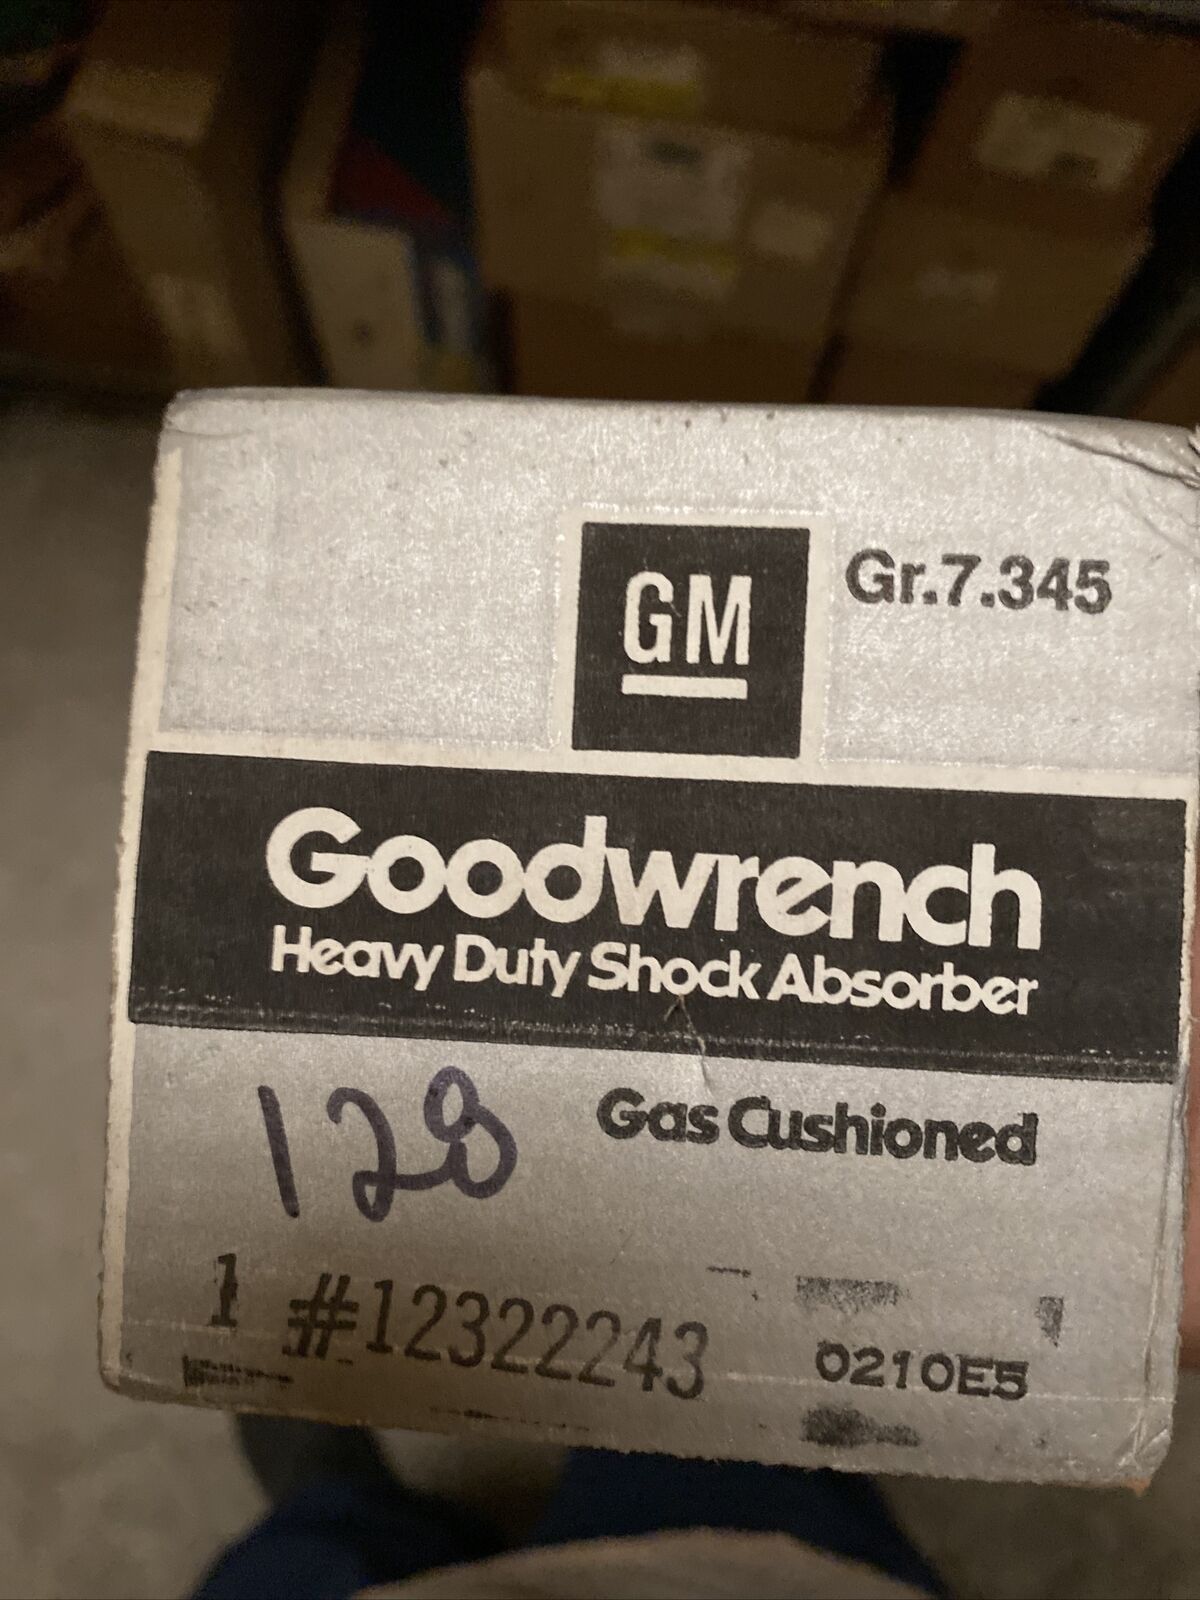 GM
Gr.7.345
Goodwrench
Heavy Duty Shock Absorber
128
Gas Cushioned
1 #12322243
0210E5